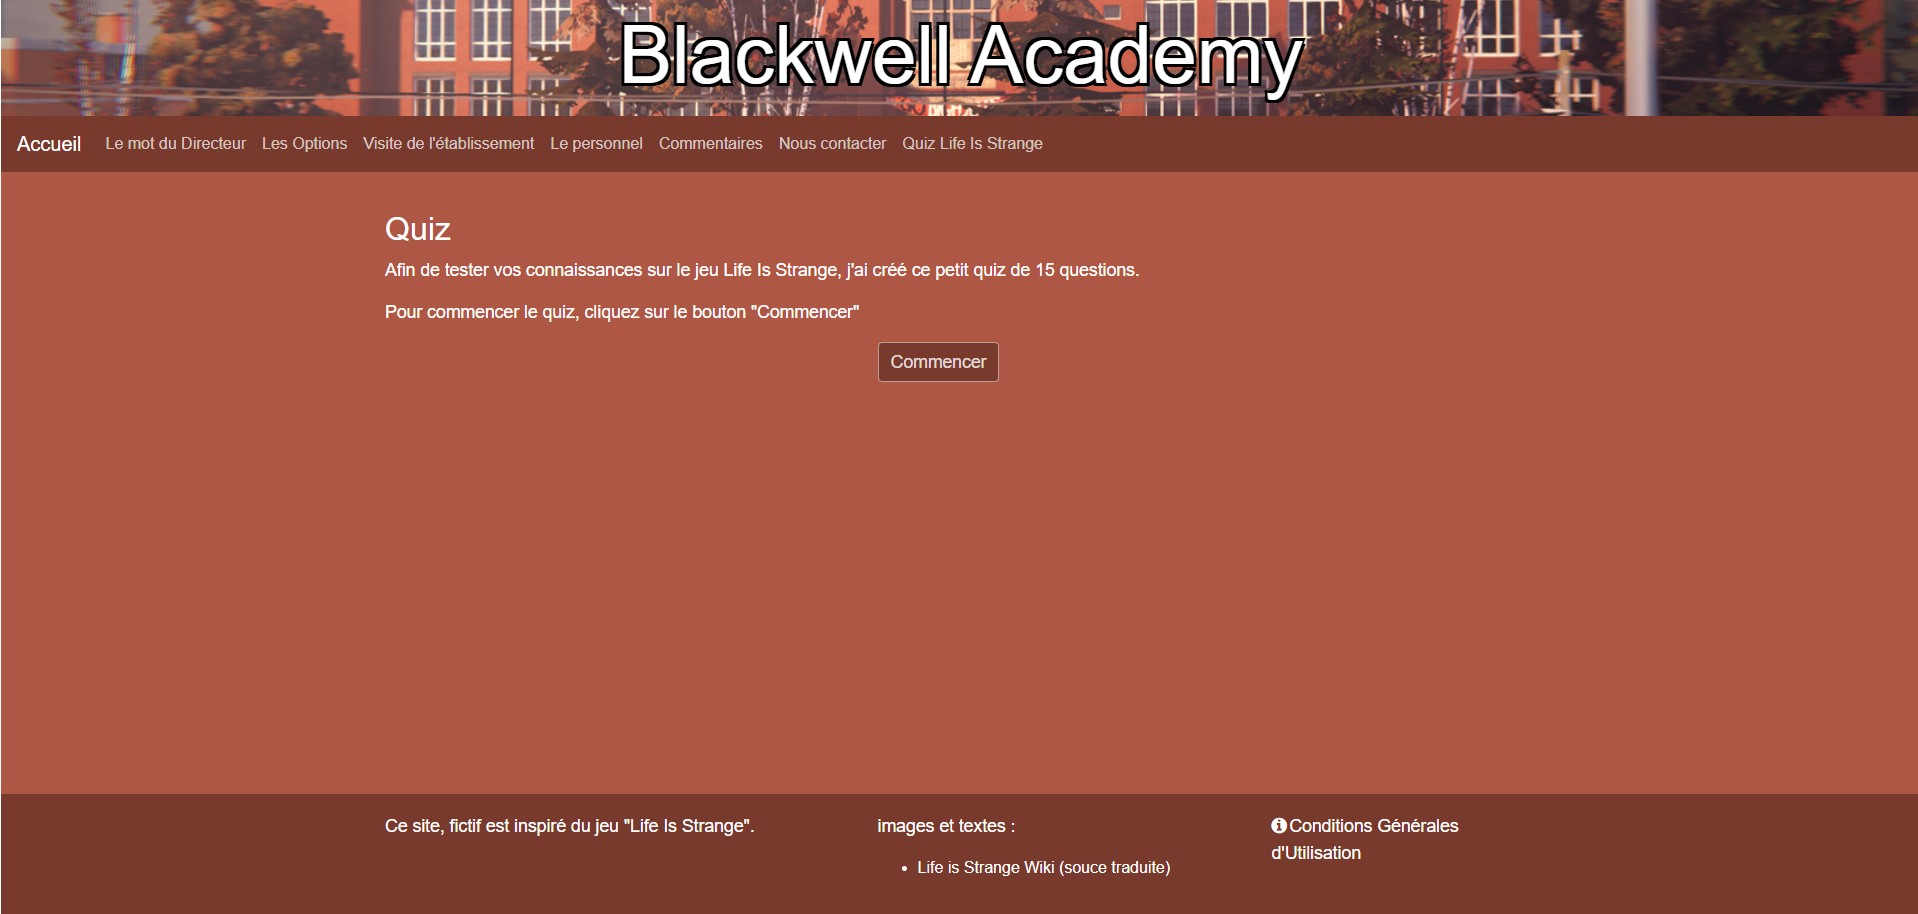 Blackwell Academy
Accueil Le mot du Directeur Les Options Visite de l'établissement Le personnel Commentaires Nous contacter Quiz Life Is Strange
Quiz
Afin de tester vos connaissances sur le jeu Life Is Strange, j'ai créé ce petit quiz de 15 questions.
Pour commencer le quiz, cliquez sur le bouton "Commencer"
Commencer
Ce site, fictif est inspiré du jeu "Life Is Strange".
images et textes :
• Life is Strange Wiki (souce traduite)
Conditions Générales
d'Utilisation